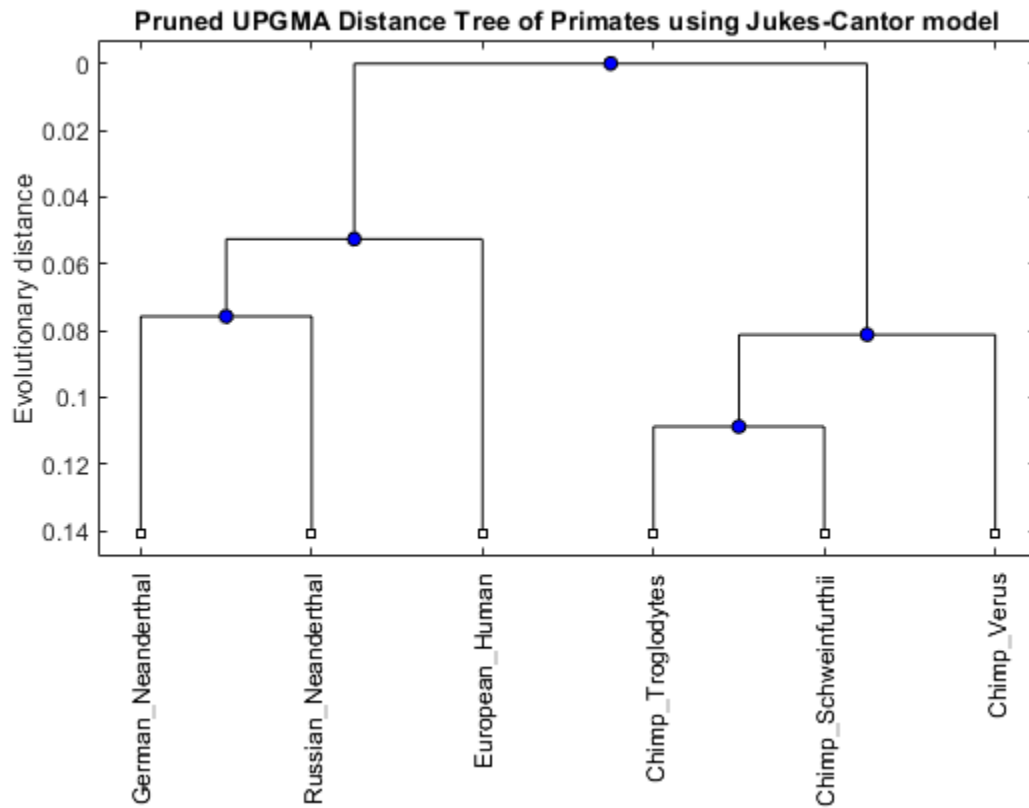 Pruned UPGMA Distance Tree of Primates using Jukes-Cantor model
Evolutionary distance
0
0.02
0.04
0.06
0.08
0.1
0.12
0.14
German_Neanderthal
Russian_Neanderthal
European_Human
Chimp_Troglodytes
Chimp_Schweinfurthii
Chimp_Verus